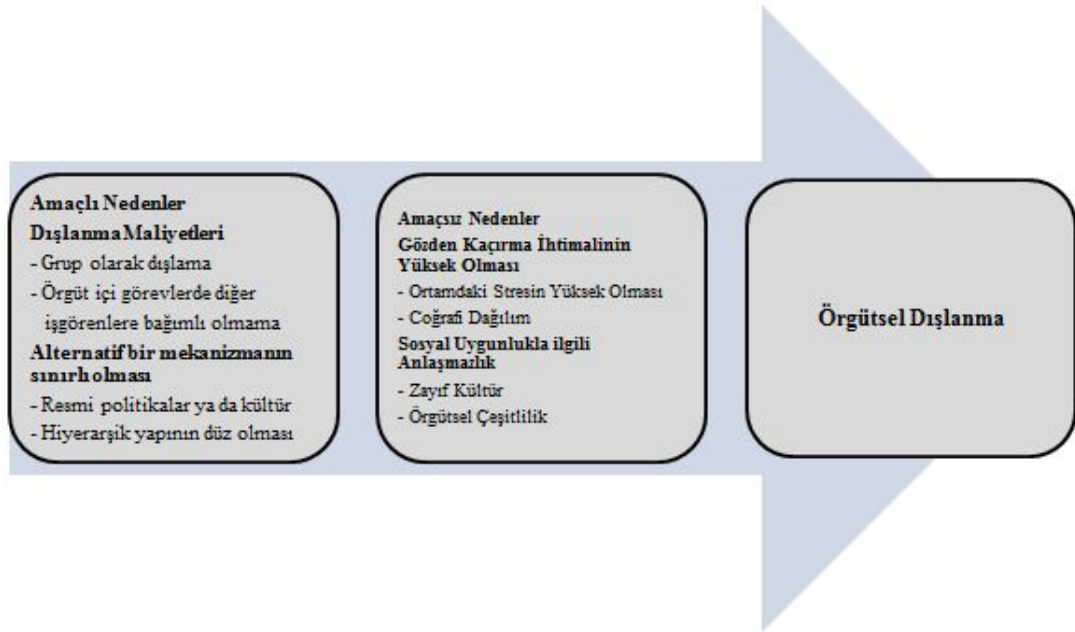 Amaçlı Nedenler
Dışlanma Maliyetleri
- Grup olarak dışlama
- Örgüt içi görevlerde diğer
işgörenlere bağımlı olmama
Alternatif bir mekanizmanın
sınırlı olması
- Resmi politikalar ya da kültür
- Hiyerarşik yapının düz olması
Amaçsız Nedenler
Gözden Kaçırma İhtimalinin
Yüksek Olması
- Ortamdaki Stresin Yüksek Olması
- Coğrafi Dağılım
Sosyal Uygunlukla ilgili
Anlaşmazlık
- Zayıf Kültür
- Örgütsel Çeşitlilik
Örgütsel Dışlanma